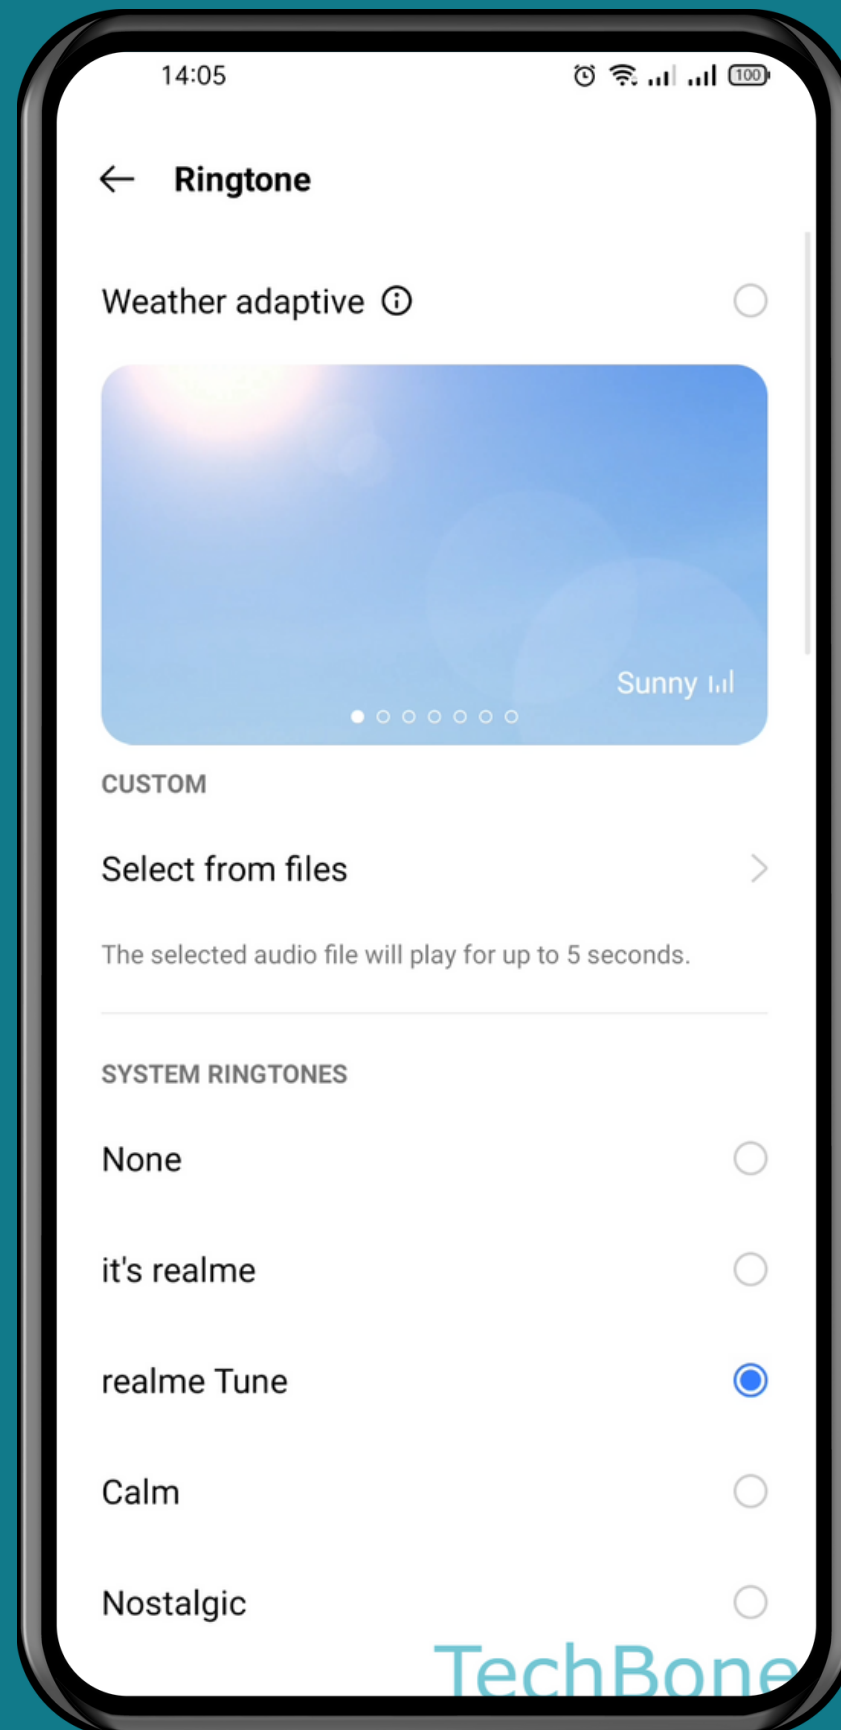 14:05
100
Ringtone
Weather adaptive
Sunny
CUSTOM
Select from files
The selected audio file will play for up to 5 seconds.
SYSTEM RINGTONES
None
it's realme
realme Tune
Calm
Nostalgic
TechBone